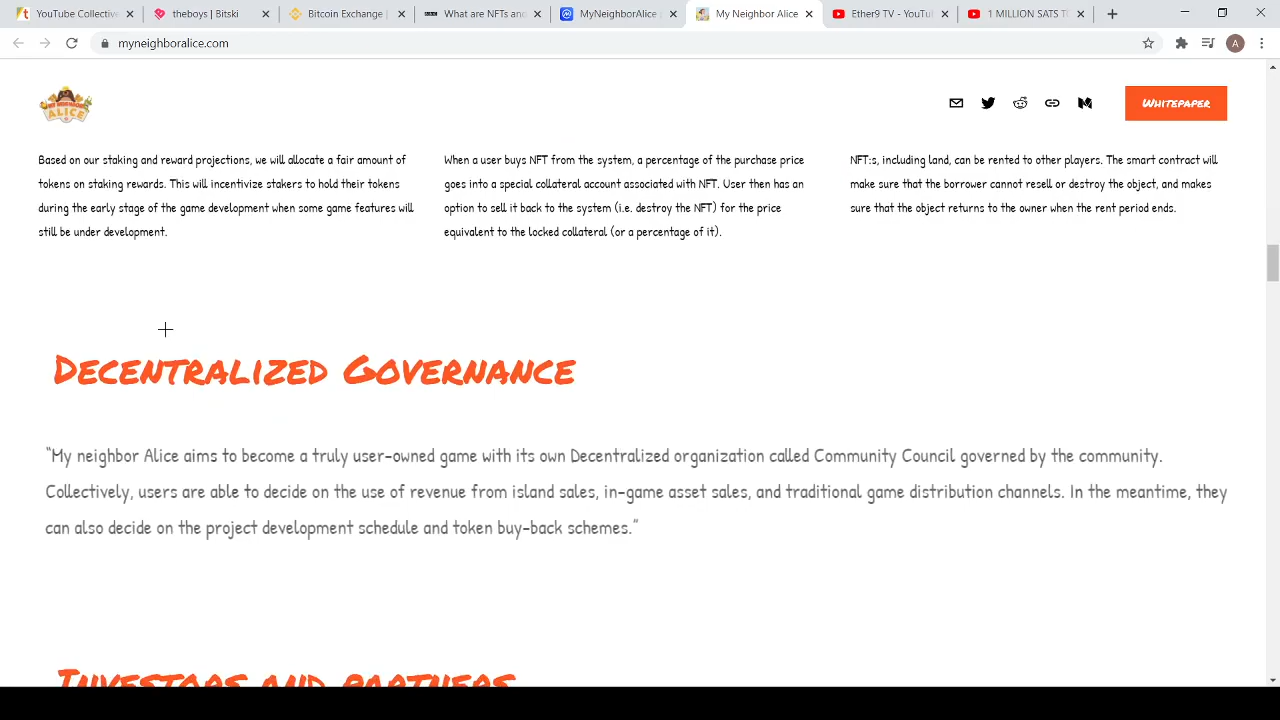 YouTube Collective
theboys | Bitski
Bitcoin Exchange |
What are NFTs and
MyNeighborAlice
My Neighbor Alice
Ether9 TV - YouTu
1 MILLION SATS
myneighboralice.com
A
ALICE
Whitepaper
Based on our staking and reward projections, we will allocate a fair amount of
tokens on staking rewards. This will incentivize stakers to hold their tokens
during the early stage of the game development when some game features will
still be under development.
When a user buys NFT from the system, a percentage of the purchase price
goes into a special collateral account associated with NFT. User then has an
option to sell it back to the system (i.e. destroy the NFT) for the price
equivalent to the locked collateral (or a percentage of it).
NFT:s, including land, can be rented to other players. The smart contract will
make sure that the borrower cannot resell or destroy the object, and makes
sure that the object returns to the owner when the rent period ends.
Decentralized Governance
"My neighbor Alice aims to become a truly user-owned game with its own Decentralized organization called Community Council governed by the community.
Collectively, users are able to decide on the use of revenue from island sales, in-game asset sales, and traditional game distribution channels. In the meantime, they
can also decide on the project development schedule and token buy-back schemes."
Investors and partners